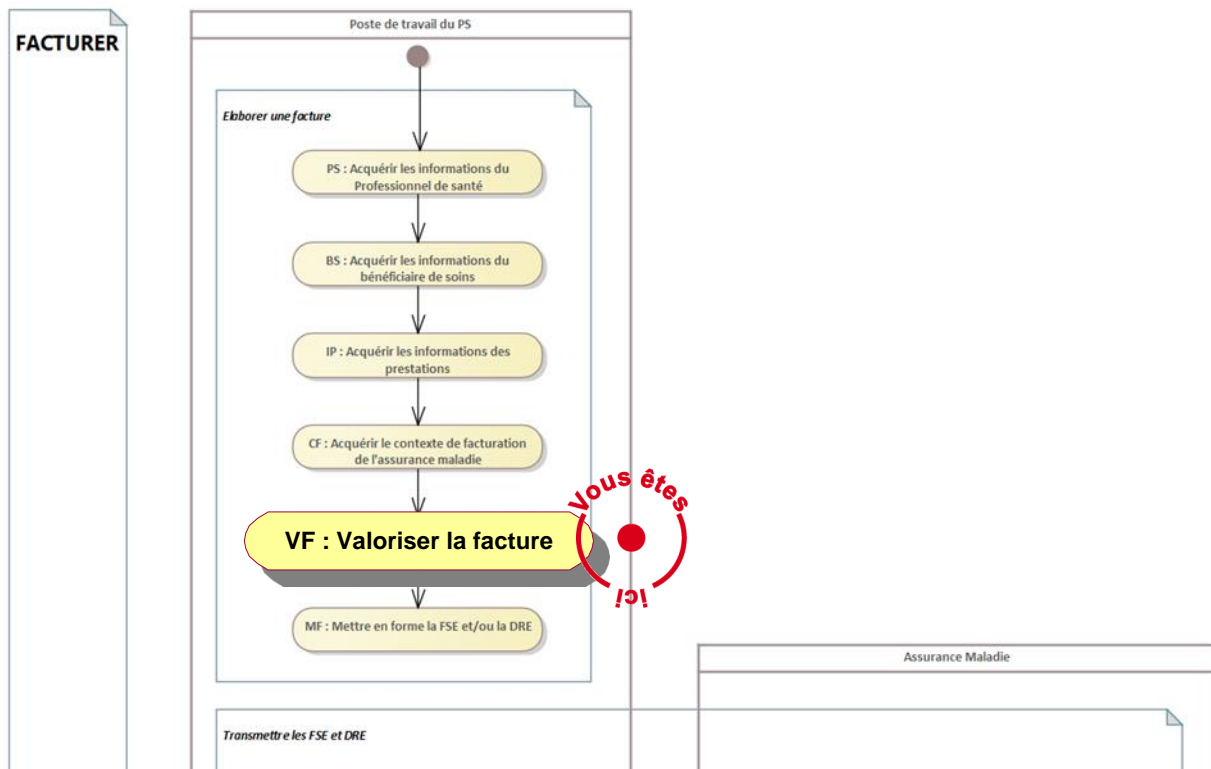 FACTURER
Poste de travail du PS
Elaborer une facture
PS : Acquérir les informations du
Professionnel de santé
BS : Acquérir les informations du
bénéficiaire de soins
IP : Acquérir les informations des
prestations
CF : Acquérir le contexte de facturation
de l'assurance maladie
Vous êtes
VF : Valoriser la facture
ici
MF : Mettre en forme la FSE et/ou la DRE
Assurance Maladie
Transmettre les FSE et DRE